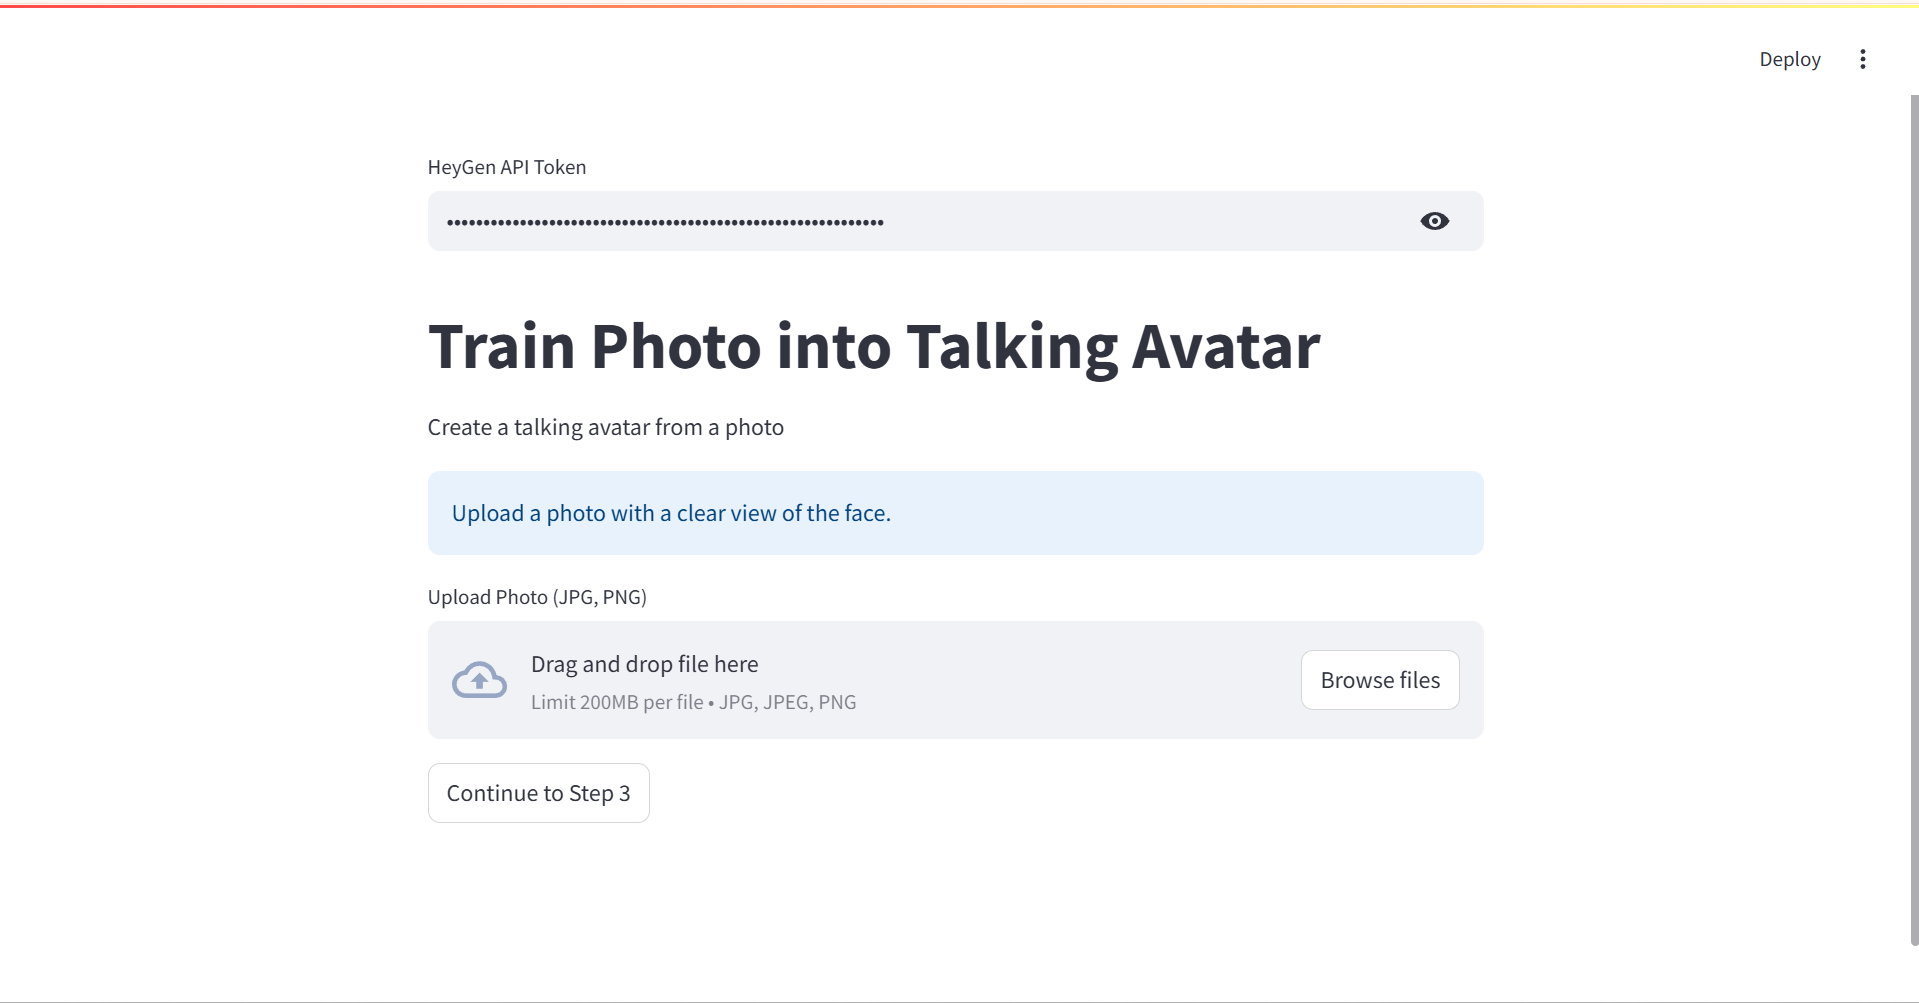 Deploy
HeyGen API Token
••••••••••••••••••••••••••••••••••••••••••••••••••••••••••••
Train Photo into Talking Avatar
Create a talking avatar from a photo
Upload a photo with a clear view of the face.
Upload Photo (JPG, PNG)
Drag and drop file here
Limit 200MB per file • JPG, JPEG, PNG
Browse files
Continue to Step 3